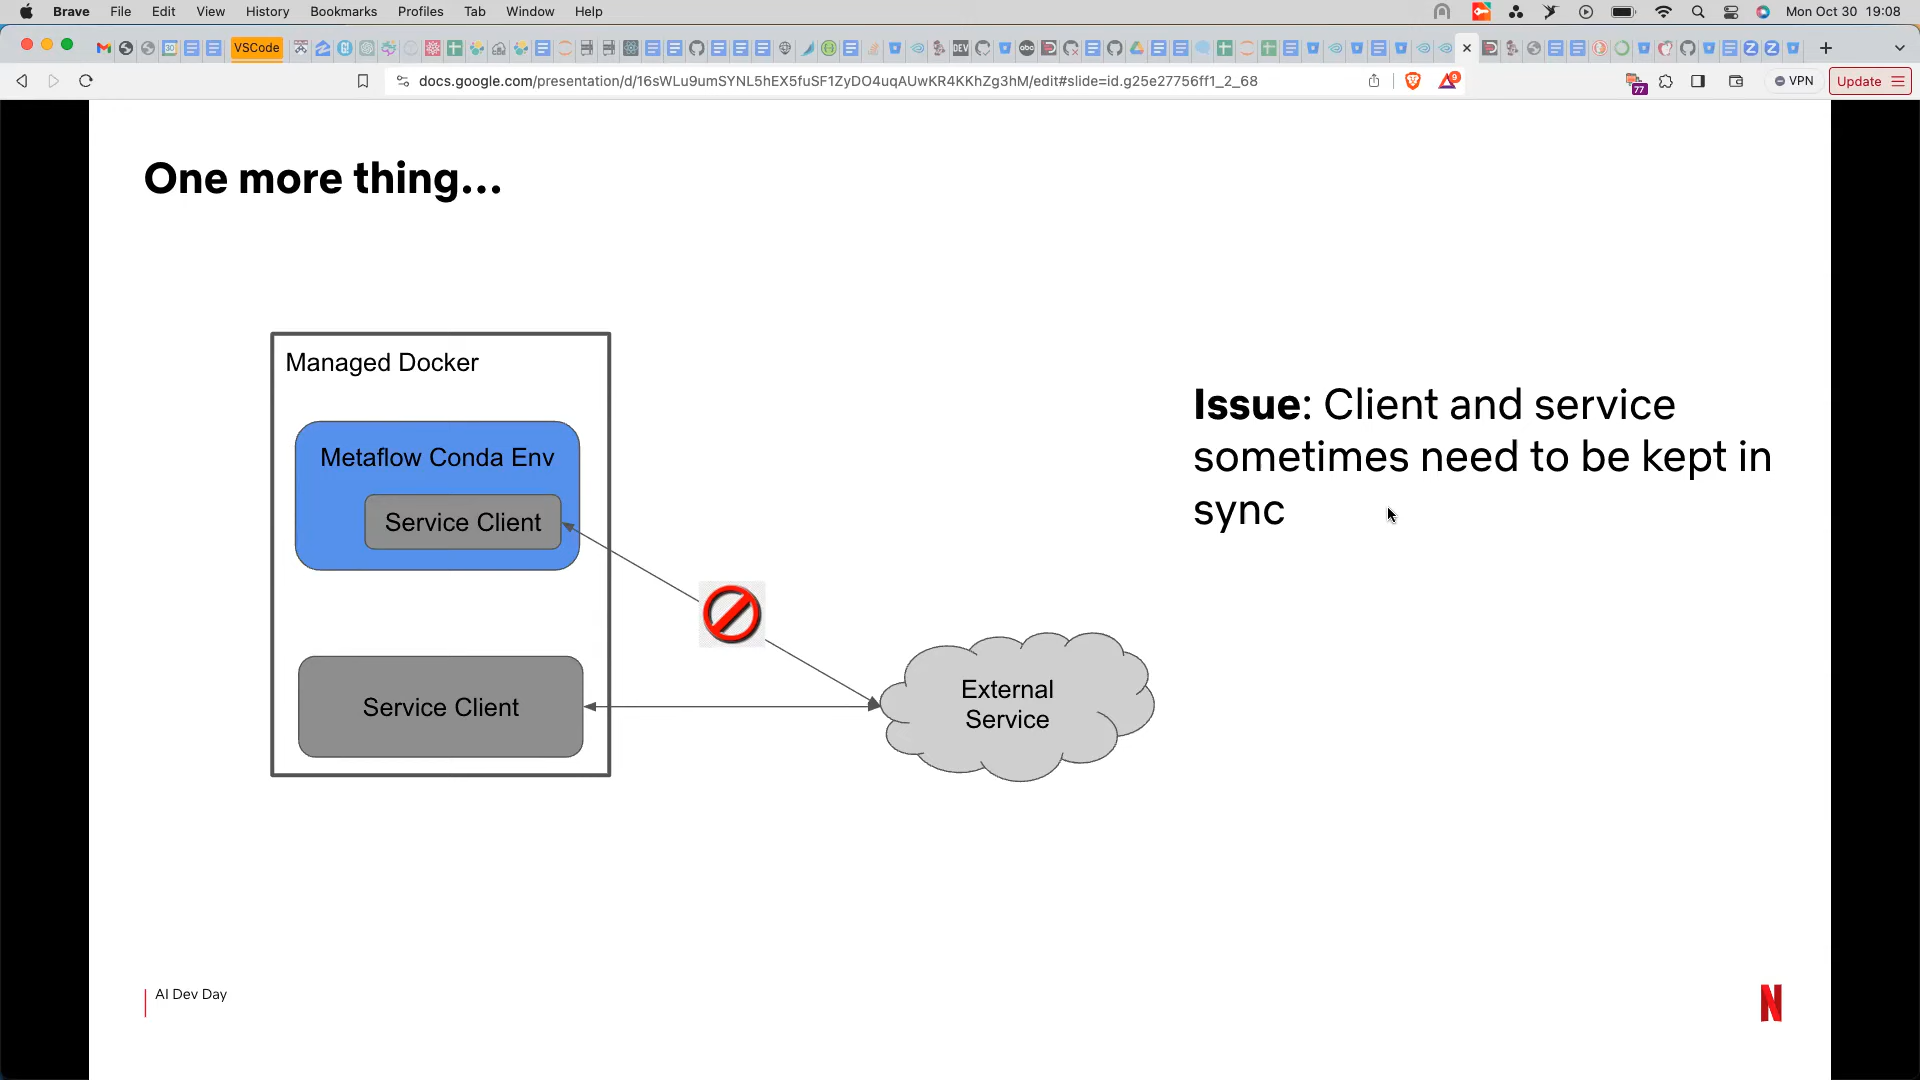 Brave File Edit View History Bookmarks Profiles Tab Window Help Mon Oct 30 19:08
VSCode
docs.google.com/presentation/d/16sWLu9umSYNL5hEX5fuSF1ZyDO4uqAUwKR4KKhZg3hM/edit#slide=id.g25e27756ff1_2_68 9 77 VPN Update
One more thing...
Managed Docker
Metaflow Conda Env
Service Client
Service Client
External
Service
Issue: Client and service
sometimes need to be kept in
sync
AI Dev Day
N